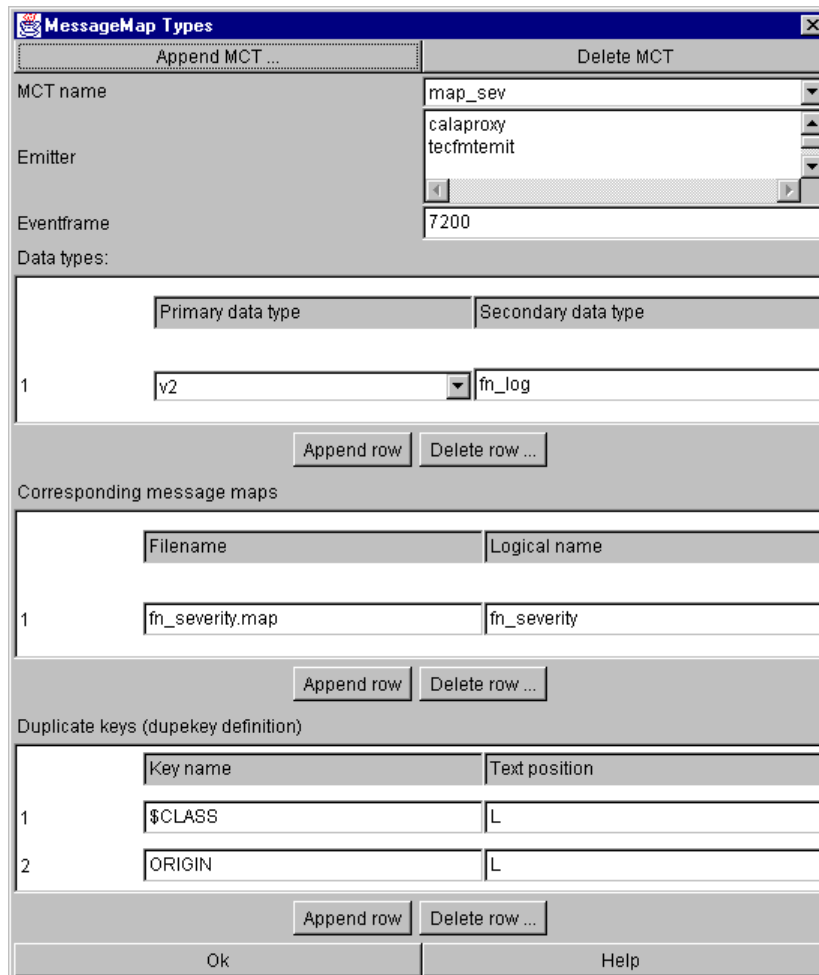 MessageMap Types
Append MCT ... Delete MCT
MCT name map_sev
calaproxy
Emitter tecfmtemit
Eventframe 7200
Data types:
Primary data type Secondary data type
1 v2 fn_log
Append row Delete row ...
Corresponding message maps
Filename Logical name
1 fn_severity.map fn_severity
Append row Delete row ...
Duplicate keys (dupekey definition)
Key name Text position
1 $CLASS L
2 ORIGIN L
Append row Delete row ...
Ok Help